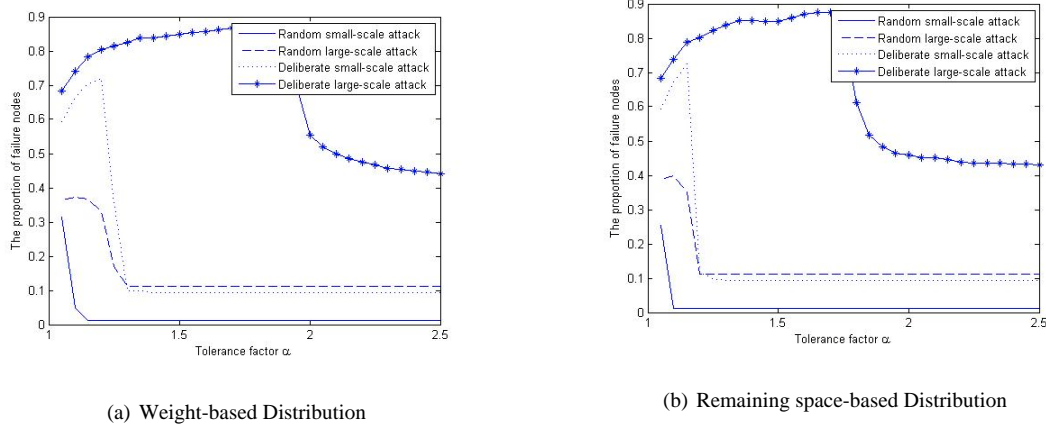 0.9
0.8
0.7
0.6
0.5
0.4
0.3
0.2
0.1
0
The proportion of failure nodes
1
1.5
2
2.5
Tolerance factor α
Random small-scale attack
Random large-scale attack
Deliberate small-scale attack
Deliberate large-scale attack
(a) Weight-based Distribution
0.9
0.8
0.7
0.6
0.5
0.4
0.3
0.2
0.1
0
The proportion of failure nodes
1
1.5
2
2.5
Tolerance factor α
Random small-scale attack
Random large-scale attack
Deliberate small-scale attack
Deliberate large-scale attack
(b) Remaining space-based Distribution